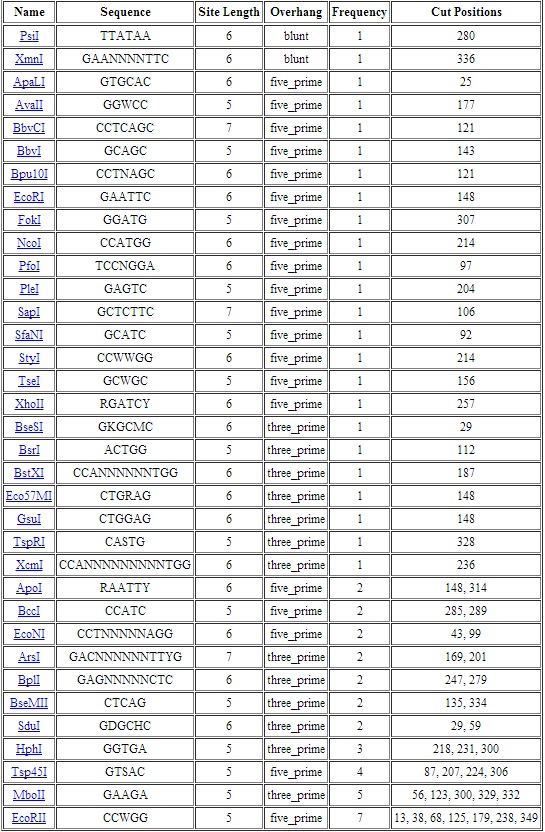 Name Sequence Site Length Overhang Frequency Cut Positions
PsiI TTATAA 6 blunt 1 280
XmnI GAANNNNTTC 6 blunt 1 336
ApaLI GTGCAC 6 five_prime 1 25
AvaII GGWCC 5 five_prime 1 177
BbvCI CCTCAGC 7 five_prime 1 121
BbvI GCAGC 5 five_prime 1 143
Bpu10I CCTNAGC 6 five_prime 1 121
EcoRI GAATTC 6 five_prime 1 148
FokI GGATG 5 five_prime 1 307
NcoI CCATGG 6 five_prime 1 214
PfoI TCCNGGA 6 five_prime 1 97
PleI GAGTC 5 five_prime 1 204
SapI GCTCTTC 7 five_prime 1 106
SfaNI GCATC 5 five_prime 1 92
StyI CCWWGG 6 five_prime 1 214
TseI GCWGC 5 five_prime 1 156
XhoII RGATCY 6 five_prime 1 257
BseSI GKGCMC 6 three_prime 1 29
BsrI ACTGG 5 three_prime 1 112
BstXI CCANNNNNNTGG 6 three_prime 1 187
Eco57MI CTGRAG 6 three_prime 1 148
GsuI CTGGAG 6 three_prime 1 148
TspRI CASTG 5 three_prime 1 328
XcmI CCANNNNNNNNNTGG 6 three_prime 1 236
ApoI RAATTY 6 five_prime 2 148, 314
BccI CCATC 5 five_prime 2 285, 289
EcoNI CCTNNNNNAGG 6 five_prime 2 43, 99
ArsI GACNNNNNNTTYG 7 three_prime 2 169, 201
BplI GAGNNNNNCTC 6 three_prime 2 247, 279
BseMII CTCAG 5 three_prime 2 135, 334
SduI GDGCHC 6 three_prime 2 29, 59
HphI GGTGA 5 three_prime 3 218, 231, 300
Tsp45I GTSAC 5 five_prime 4 87, 207, 224, 306
MboII GAAGA 5 three_prime 5 56, 123, 300, 329, 332
EcoRII CCWGG 5 five_prime 7 13, 38, 68, 125, 179, 238, 349